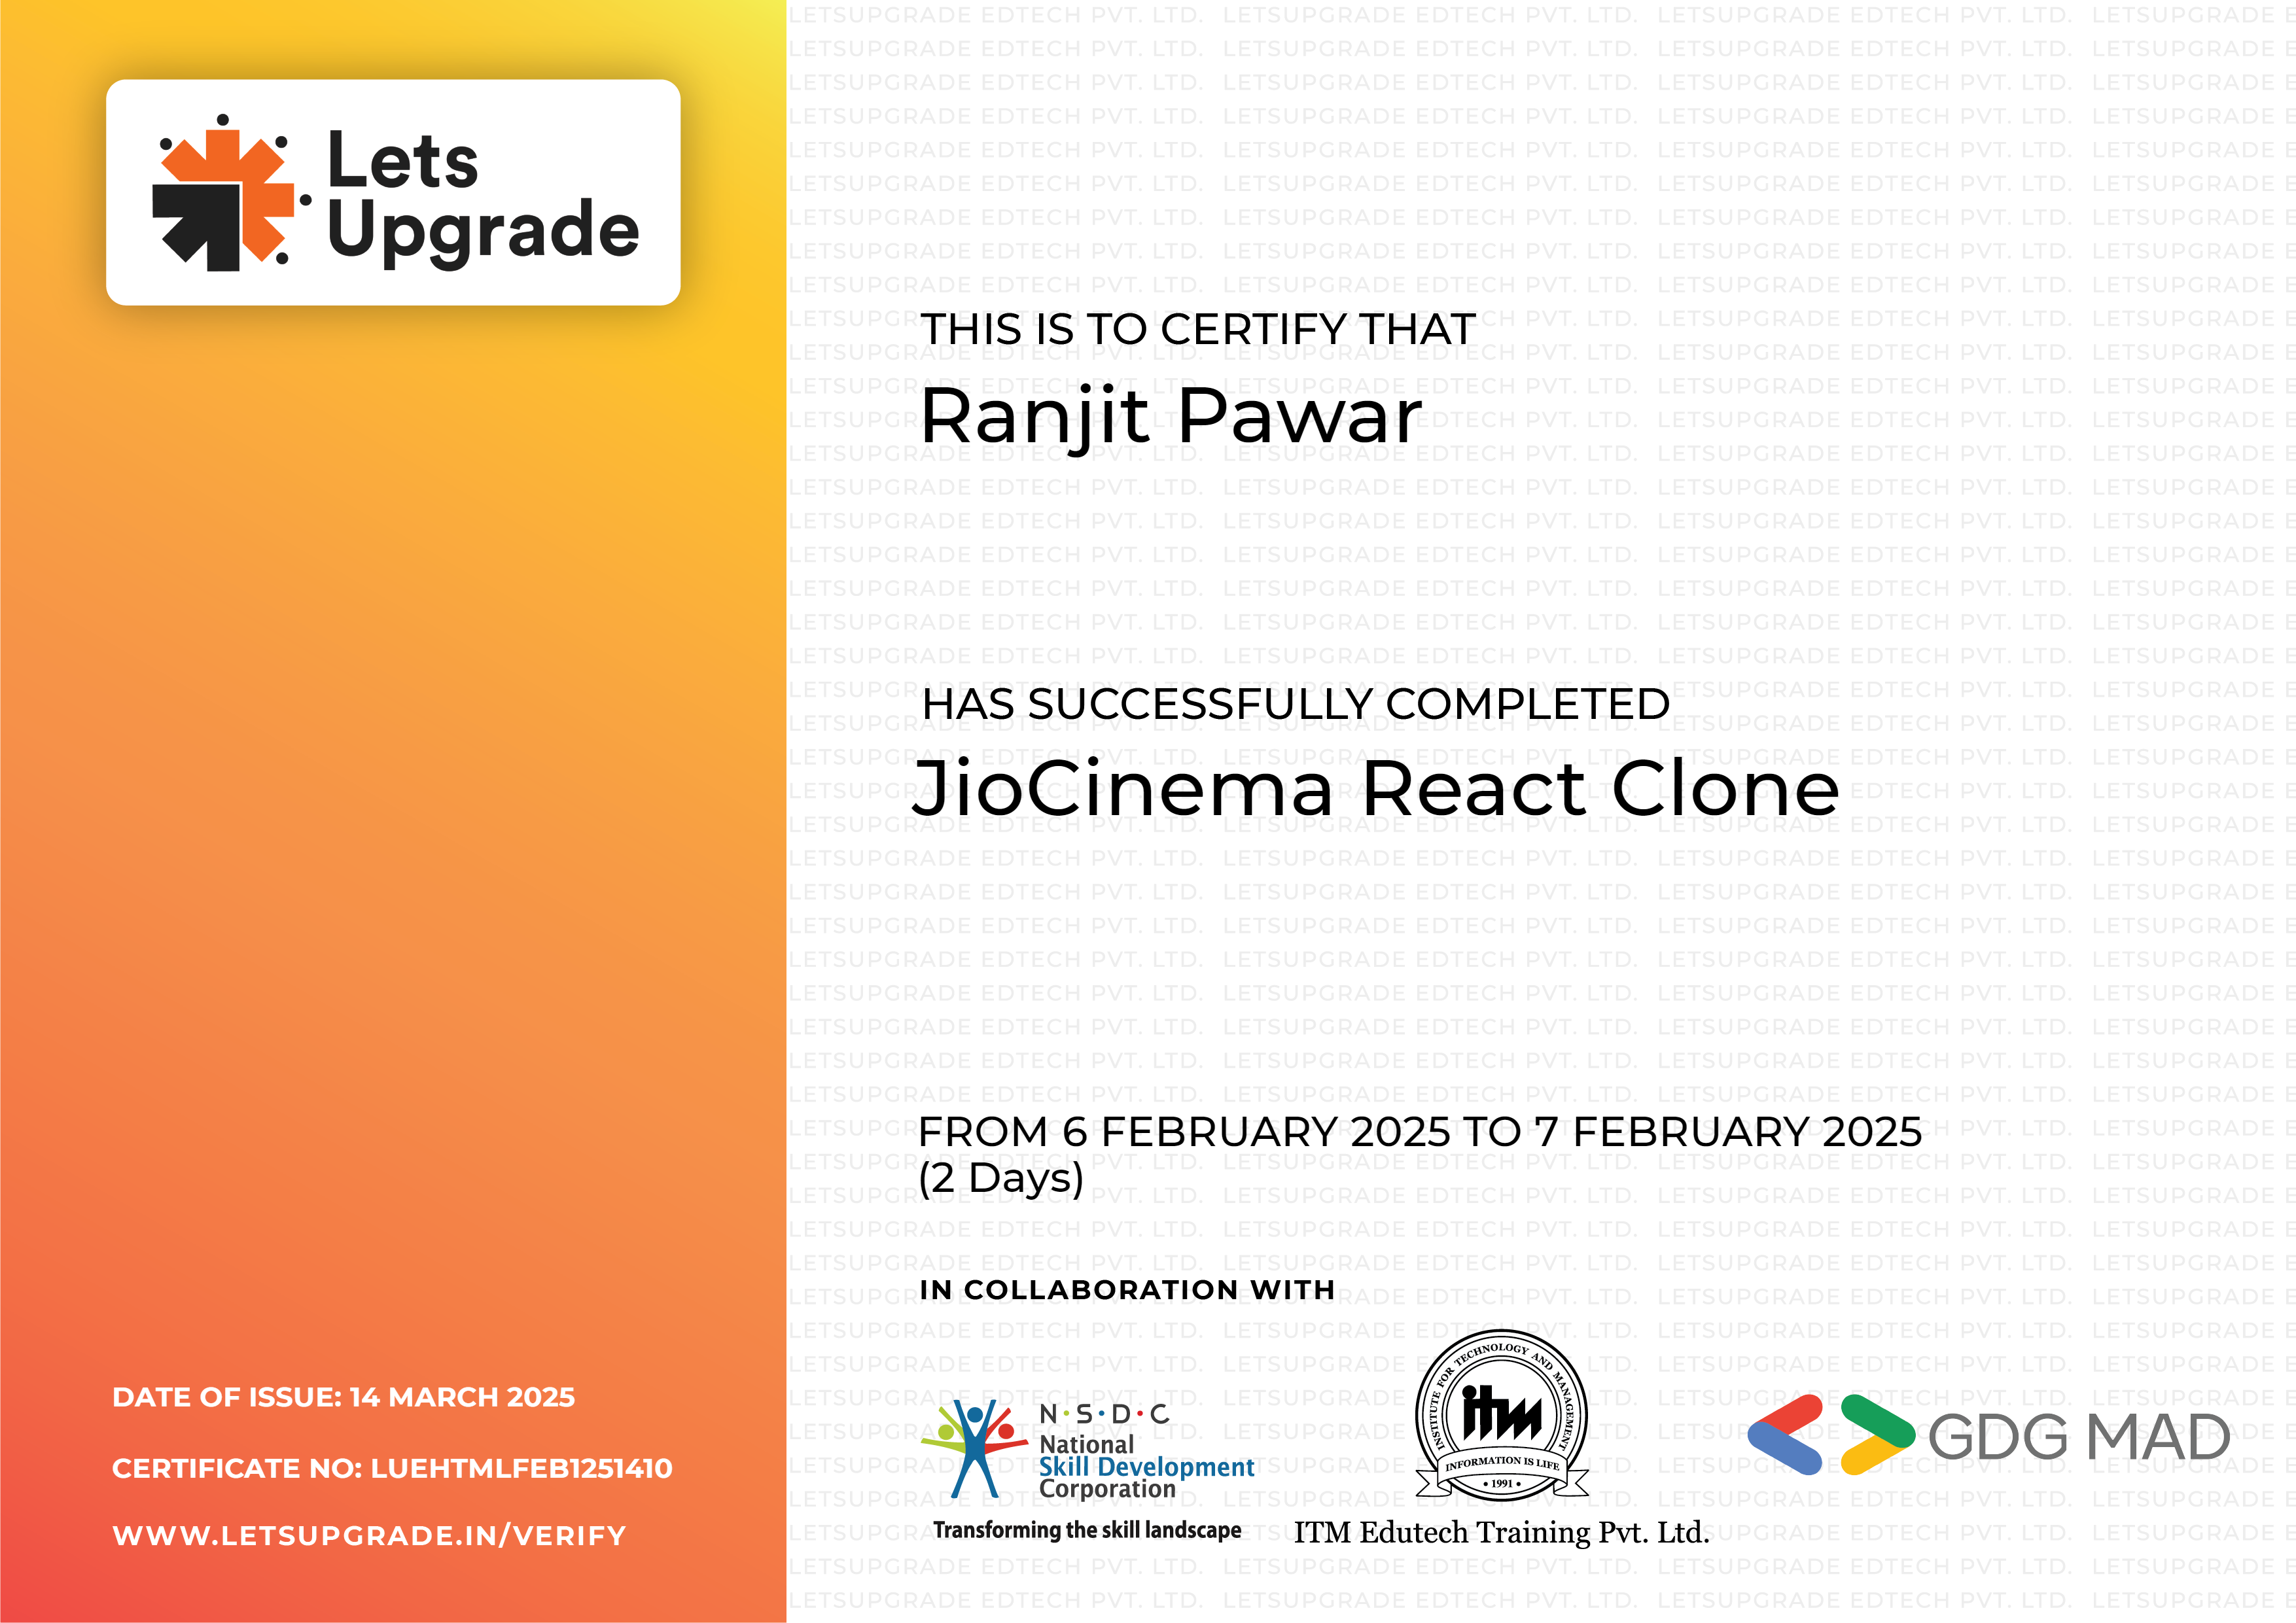 Lets
Upgrade
THIS IS TO CERTIFY THAT
Ranjit Pawar
HAS SUCCESSFULLY COMPLETED
JioCinema React Clone
FROM 6 FEBRUARY 2025 TO 7 FEBRUARY 2025
(2 Days)
IN COLLABORATION WITH
N·S·D·C
National
Skill Development
Corporation
Transforming the skill landscape
INSTITUTE FOR TECHNOLOGY AND MANAGEMENT
itm
INFORMATION IS LIFE
• 1991 •
ITM Edutech Training Pvt. Ltd.
GDG MAD
DATE OF ISSUE: 14 MARCH 2025
CERTIFICATE NO: LUEHTMLFEB1251410
WWW.LETSUPGRADE.IN/VERIFY
LETSUPGRADE EDTECH PVT. LTD.